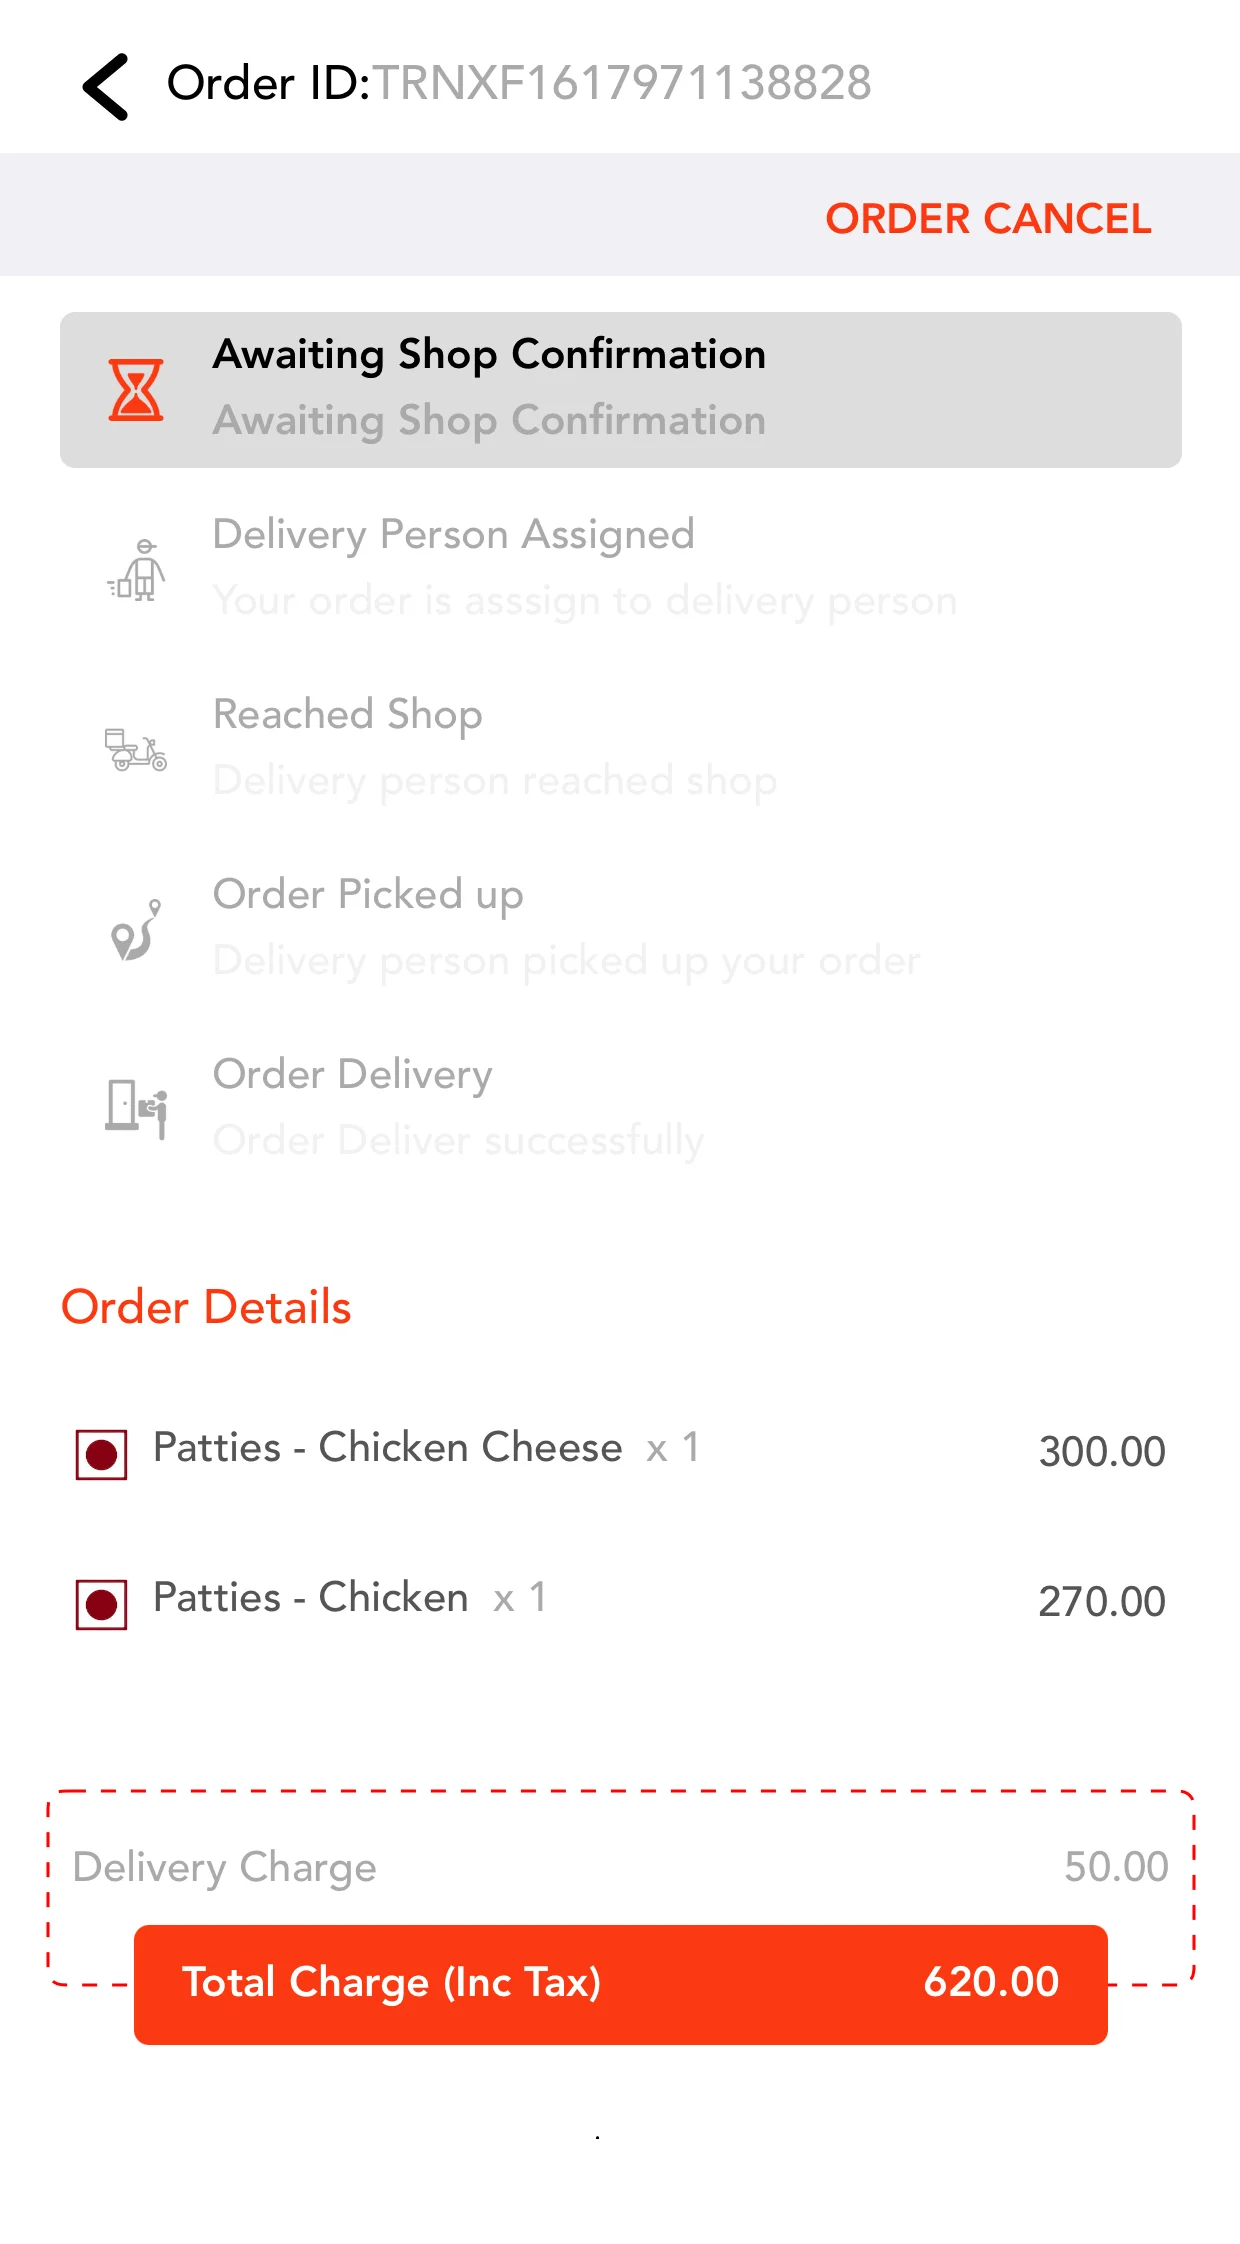 Order ID:TRNXF1617971138828
ORDER CANCEL
Awaiting Shop Confirmation
Awaiting Shop Confirmation
Delivery Person Assigned
Your order is asssign to delivery person
Reached Shop
Delivery person reached shop
Order Picked up
Delivery person picked up your order
Order Delivery
Order Deliver successfully
Order Details
Patties - Chicken Cheese x 1 300.00
Patties - Chicken x 1 270.00
Delivery Charge 50.00
Total Charge (Inc Tax) 620.00
.